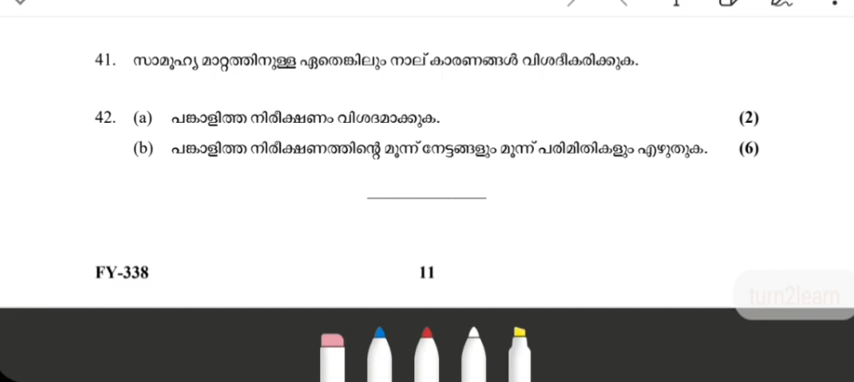 41. സാമൂഹ്യ മാറ്റത്തിനുള്ള ഏതെങ്കിലും നാല് കാരണങ്ങൾ വിശദീകരിക്കുക.
42. (a) പങ്കാളിത്ത നിരീക്ഷണം വിശദമാക്കുക. (2)
(b) പങ്കാളിത്ത നിരീക്ഷണത്തിന്റെ മൂന്ന് നേട്ടങ്ങളും മൂന്ന് പരിമിതികളും എഴുതുക. (6)
FY-338 11
turn2learn